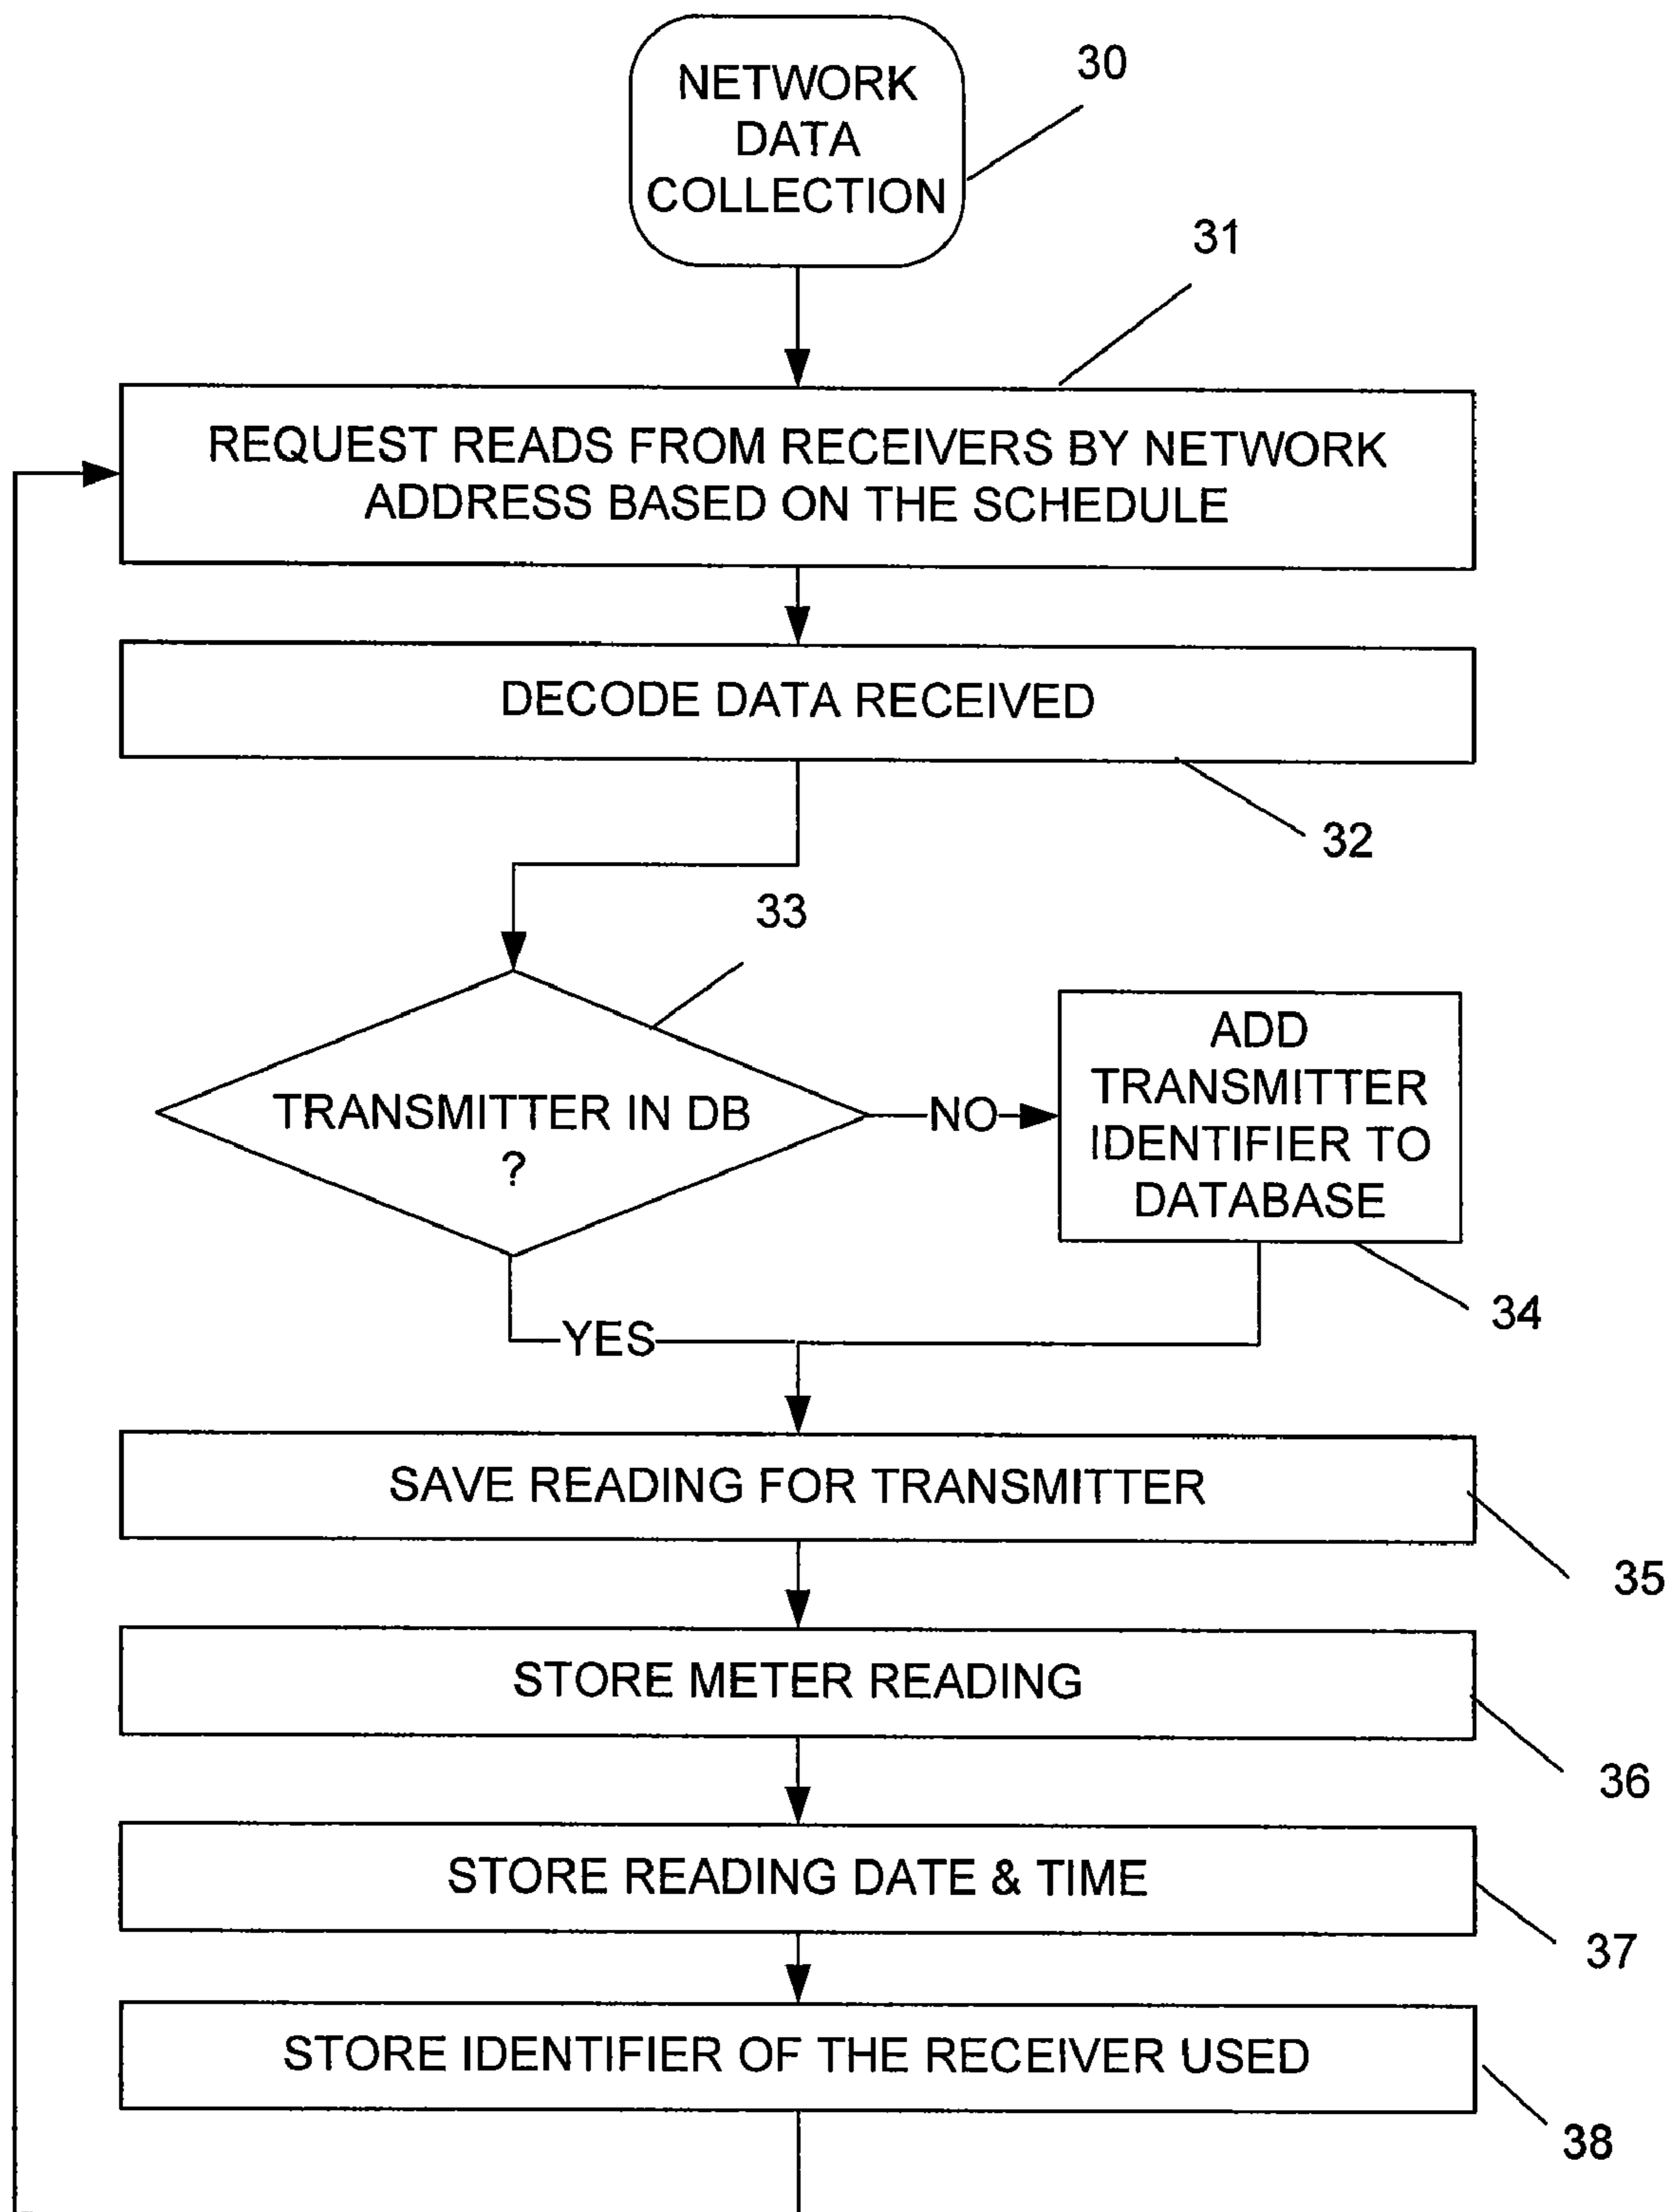 NETWORK
DATA
COLLECTION
30
31
REQUEST READS FROM RECEIVERS BY NETWORK
ADDRESS BASED ON THE SCHEDULE
DECODE DATA RECEIVED
32
33
TRANSMITTER IN DB
?
NO
ADD
TRANSMITTER
IDENTIFIER TO
DATABASE
34
YES
SAVE READING FOR TRANSMITTER
35
STORE METER READING
36
STORE READING DATE & TIME
37
STORE IDENTIFIER OF THE RECEIVER USED
38